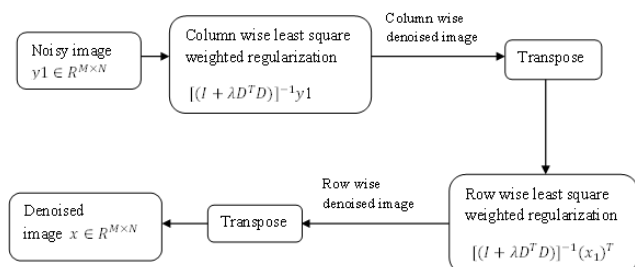 Noisy image
y1 ∈ R^{M×N}
Column wise least square
weighted regularization
[(I + λD^T D)]^{-1} y1
Column wise
denoised image
Transpose
Row wise least square
weighted regularization
[(I + λD^T D)]^{-1} (x_1)^T
Row wise
denoised image
Transpose
Denoised
image x ∈ R^{M×N}